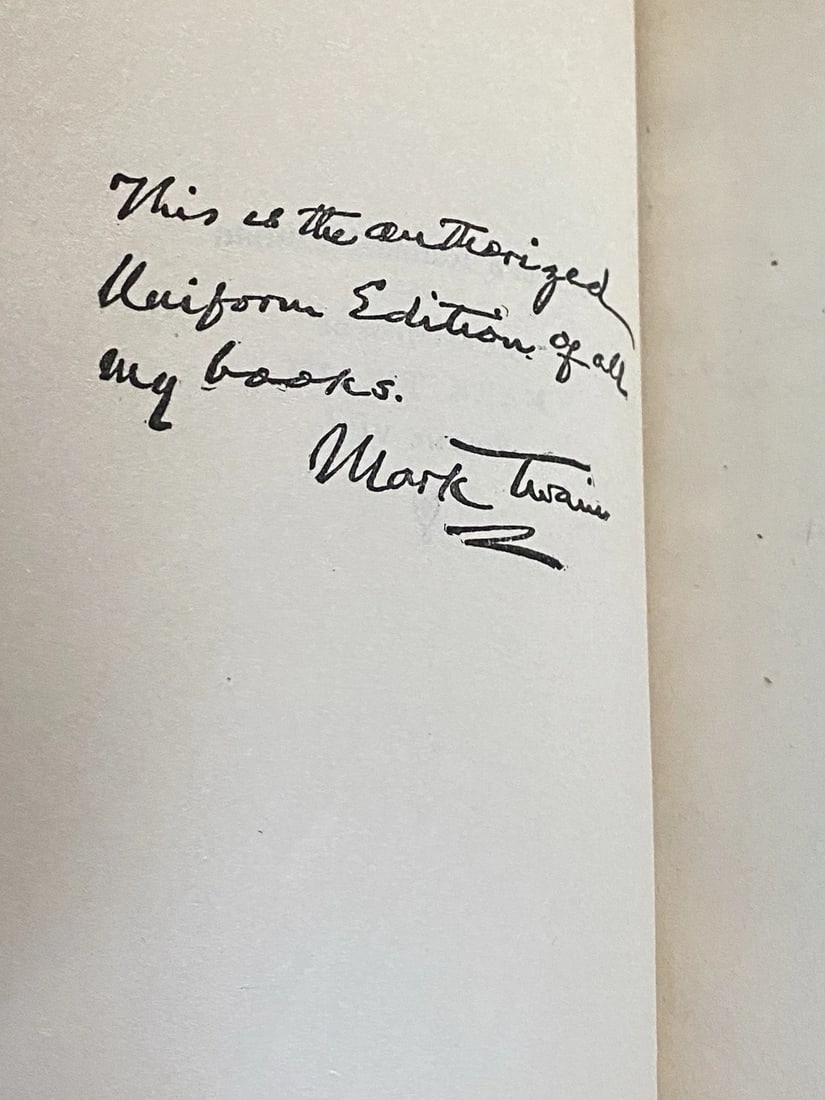 This is the authorized
Uniform Edition of all
my books.
Mark Twain